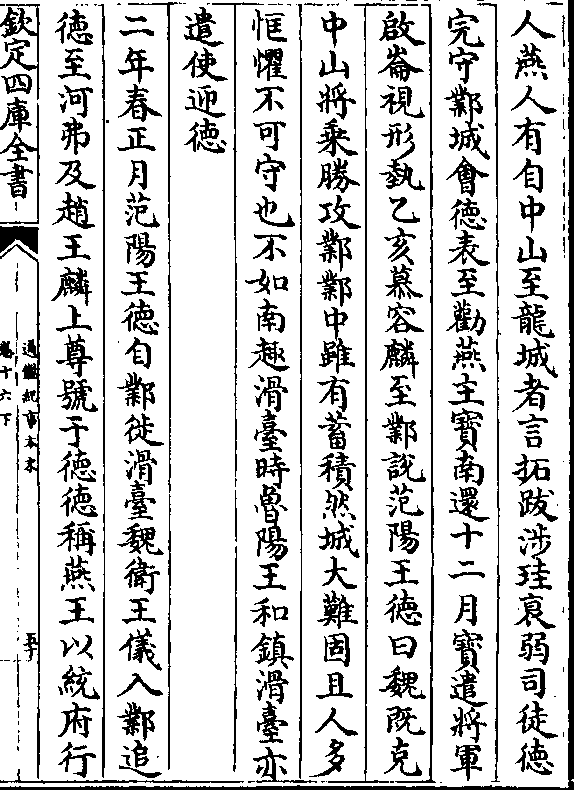 人燕人有自中山至龍城者言拓跋涉珪衰弱司徒德
完守鄴城會德表至勸燕主寳南還十二月寳遣將軍
啟崙視形埶乙亥慕容麟至鄴說范陽王德曰魏既克
中山將乘勝攻鄴鄴中雖有蓄積然城大難固且人多
恇懼不可守也不如南趣滑臺時魯陽王和鎮滑臺亦
遣使迎德
二年春正月范陽王德自鄴徙滑臺魏衛王儀入鄴追
德至河弗及趙王麟上尊號于德德稱燕王以統府行
欽定四庫全書
通鑑紀事本末
卷十六下